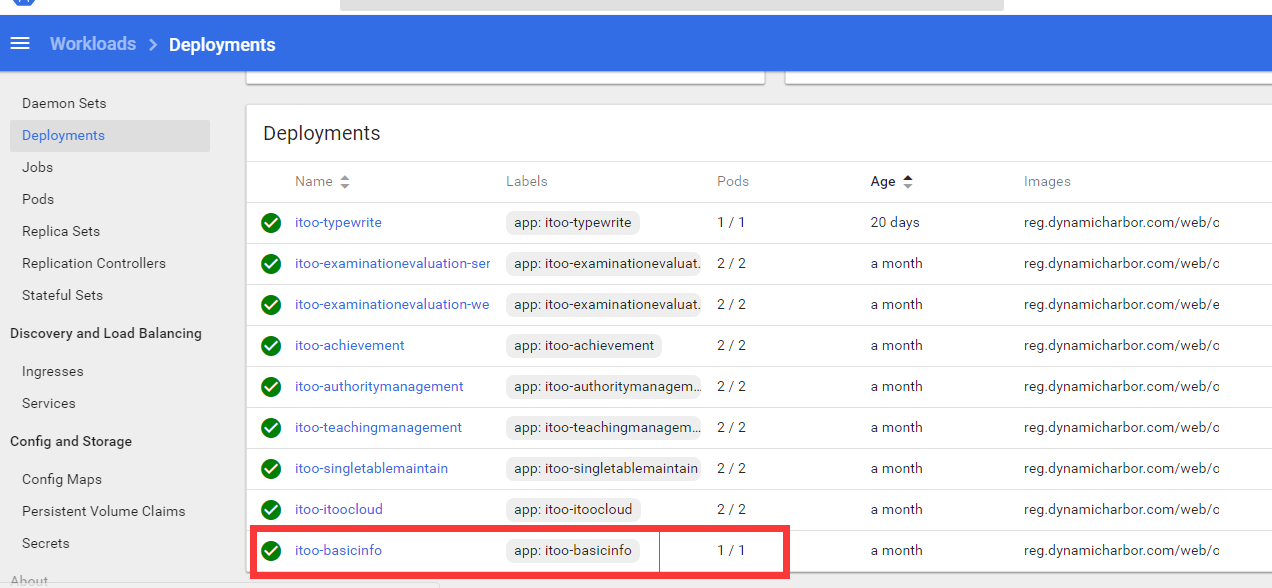 Workloads > Deployments
Daemon Sets
Deployments
Jobs
Pods
Replica Sets
Replication Controllers
Stateful Sets
Discovery and Load Balancing
Ingresses
Services
Config and Storage
Config Maps
Persistent Volume Claims
Secrets
About
Deployments
Name Labels Pods Age Images
itoo-typewrite app: itoo-typewrite 1 / 1 20 days reg.dynamicharbor.com/web/o
itoo-examinationevaluation-ser app: itoo-examinationevaluat. 2 / 2 a month reg.dynamicharbor.com/web/o
itoo-examinationevaluation-we app: itoo-examinationevaluat. 2 / 2 a month reg.dynamicharbor.com/web/e
itoo-achievement app: itoo-achievement 2 / 2 a month reg.dynamicharbor.com/web/o
itoo-authoritymanagement app: itoo-authoritymanagem... 2 / 2 a month reg.dynamicharbor.com/web/o
itoo-teachingmanagement app: itoo-teachingmanagem... 2 / 2 a month reg.dynamicharbor.com/web/o
itoo-singletablemaintain app: itoo-singletablemaintain 2 / 2 a month reg.dynamicharbor.com/web/o
itoo-itoocloud app: itoo-itoocloud 2 / 2 a month reg.dynamicharbor.com/web/o
itoo-basicinfo app: itoo-basicinfo 1 / 1 a month reg.dynamicharbor.com/web/o